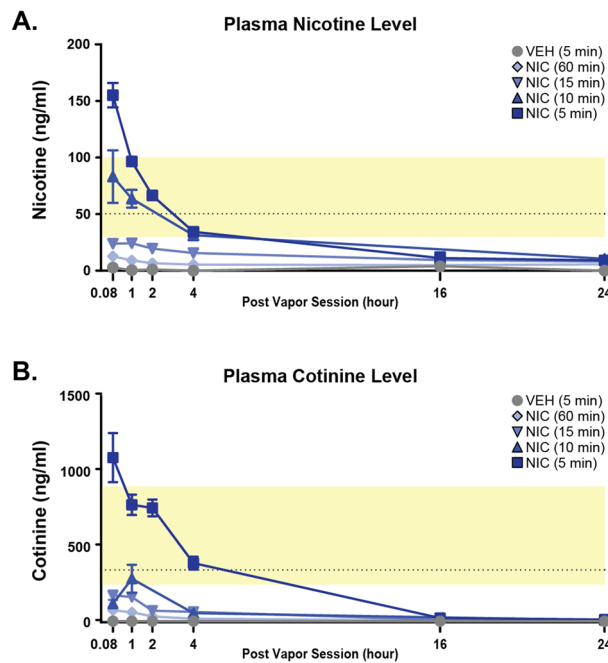 A.
Plasma Nicotine Level
200
150
100
50
0
Nicotine (ng/ml)
VEH (5 min)
NIC (60 min)
NIC (15 min)
NIC (10 min)
NIC (5 min)
0.08 1 2 4 16 24
Post Vapor Session (hour)
B.
Plasma Cotinine Level
1500
1000
500
0
Cotinine (ng/ml)
VEH (5 min)
NIC (60 min)
NIC (15 min)
NIC (10 min)
NIC (5 min)
0.08 1 2 4 16 24
Post Vapor Session (hour)